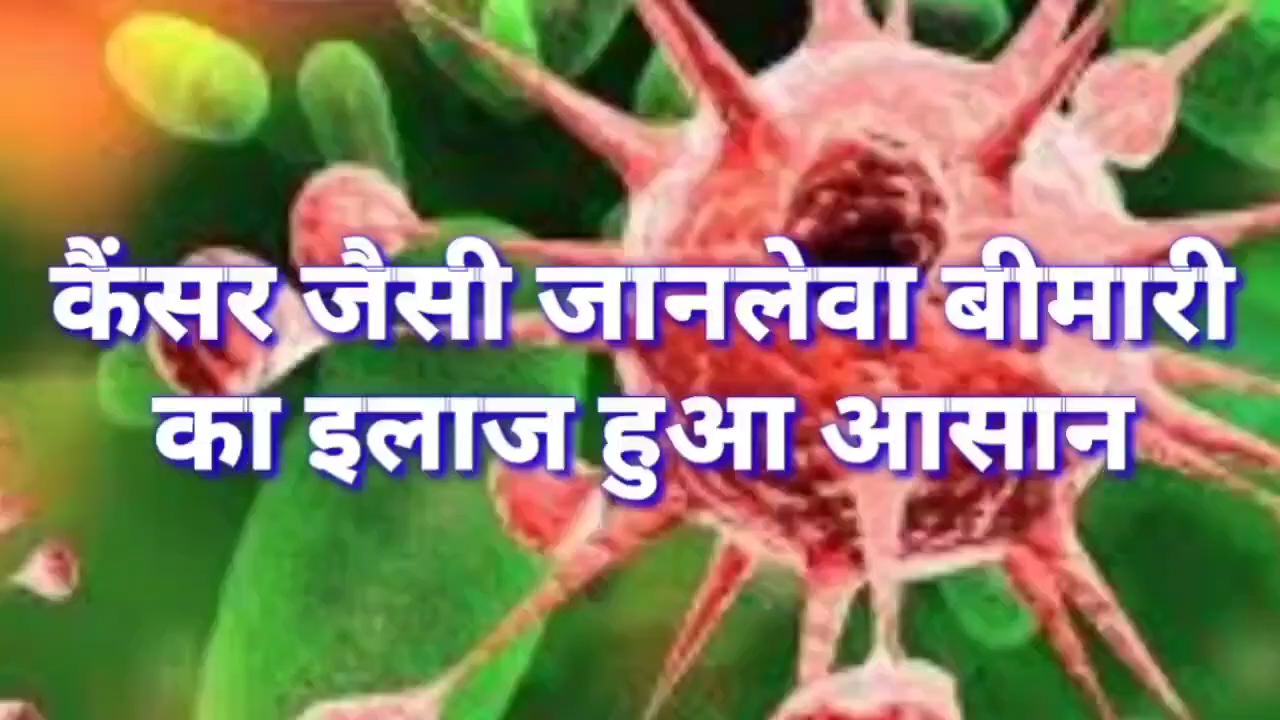 कैंसर जैसी जानलेवा बीमारी
का इलाज हुआ आसान